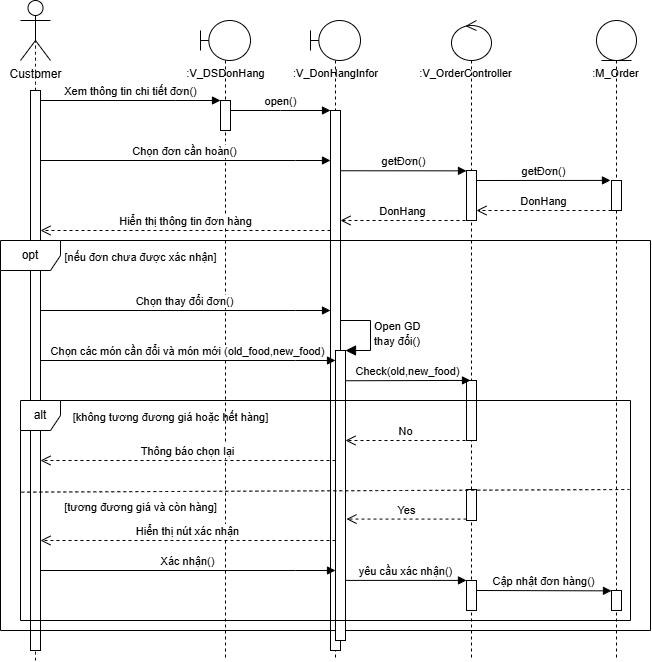 Customer
:V_DSDonHang
:V_DonHangInfor
:V_OrderController
:M_Order
Xem thông tin chi tiết đơn()
open()
Chọn đơn cần hoàn()
getĐơn()
getĐơn()
DonHang
DonHang
Hiển thị thông tin đơn hàng
opt
[nếu đơn chưa được xác nhận]
Chọn thay đổi đơn()
Open GD
thay đổi()
Chọn các món cần đổi và món mới (old_food,new_food)
Check(old,new_food)
alt
[không tương đương giá hoặc hết hàng]
No
Thông báo chọn lại
[tương đương giá và còn hàng]
Yes
Hiển thị nút xác nhận
Xác nhận()
yêu cầu xác nhận()
Cập nhật đơn hàng()